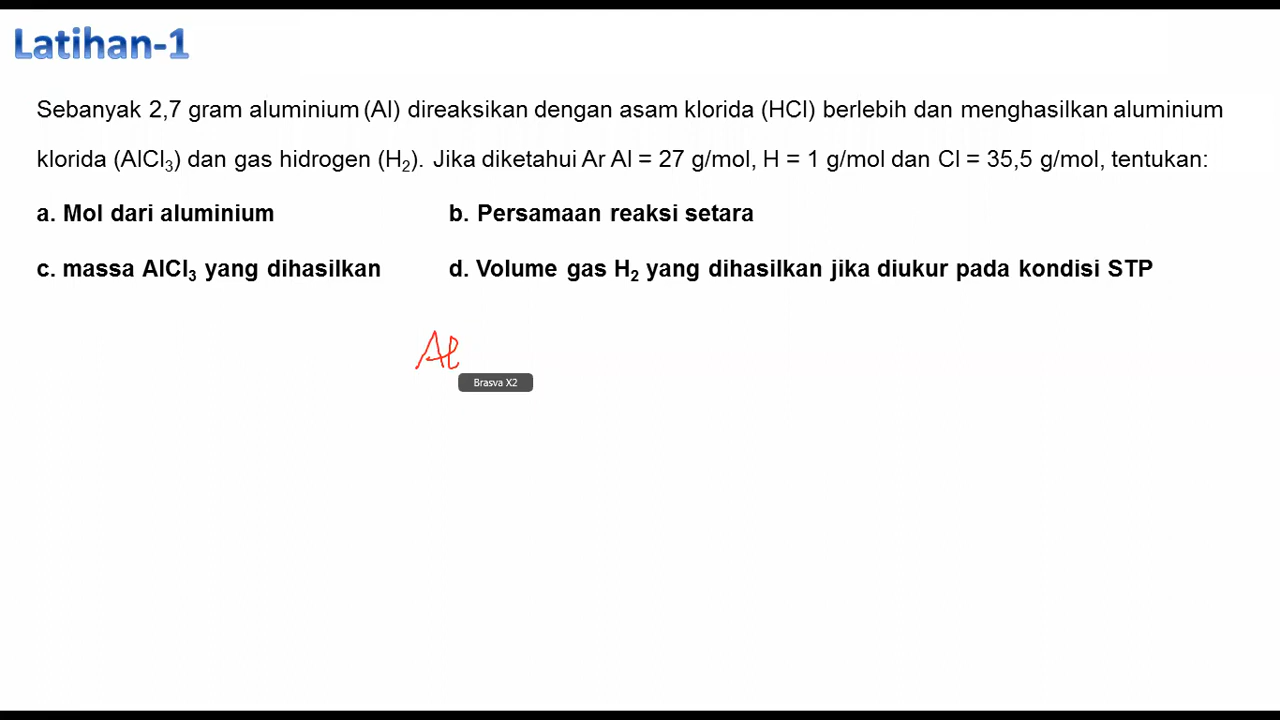 Latihan-1
Sebanyak 2,7 gram aluminium (Al) direaksikan dengan asam klorida (HCl) berlebih dan menghasilkan aluminium
klorida (AlCl₃) dan gas hidrogen (H₂). Jika diketahui Ar Al = 27 g/mol, H = 1 g/mol dan Cl = 35,5 g/mol, tentukan:
a. Mol dari aluminium b. Persamaan reaksi setara
c. massa AlCl₃ yang dihasilkan d. Volume gas H₂ yang dihasilkan jika diukur pada kondisi STP
Al
Brasva X2